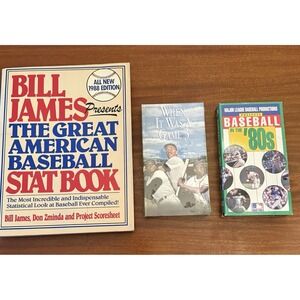 ALL NEW
1988 EDITION
BILL
JAMES
Presents
THE GREAT
AMERICAN
BASEBALL
STAT BOOK
The Most Incredible and Indispensable
Statistical Look at Baseball Ever Compiled!
Bill James, Don Zminda and Project Scoresheet
WHEN
IT WAS A
GAME
MAJOR LEAGUE BASEBALL PRODUCTIONS
BASEBALL
IN THE '80s